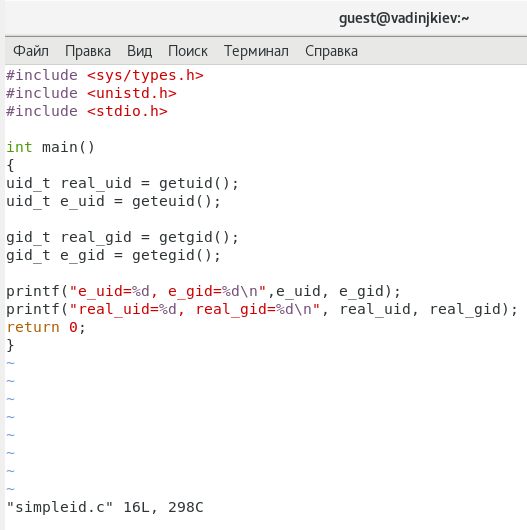 guest@vadinjkiev:~
Файл Правка Вид Поиск Терминал Справка
#include <sys/types.h>
#include <unistd.h>
#include <stdio.h>
int main()
{
uid_t real_uid = getuid();
uid_t e_uid = geteuid();
gid_t real_gid = getgid();
gid_t e_gid = getegid();
printf("e_uid=%d, e_gid=%d\n",e_uid, e_gid);
printf("real_uid=%d, real_gid=%d\n", real_uid, real_gid);
return 0;
}
~
~
~
~
~
~
~
~
"simpleid.c" 16L, 298C